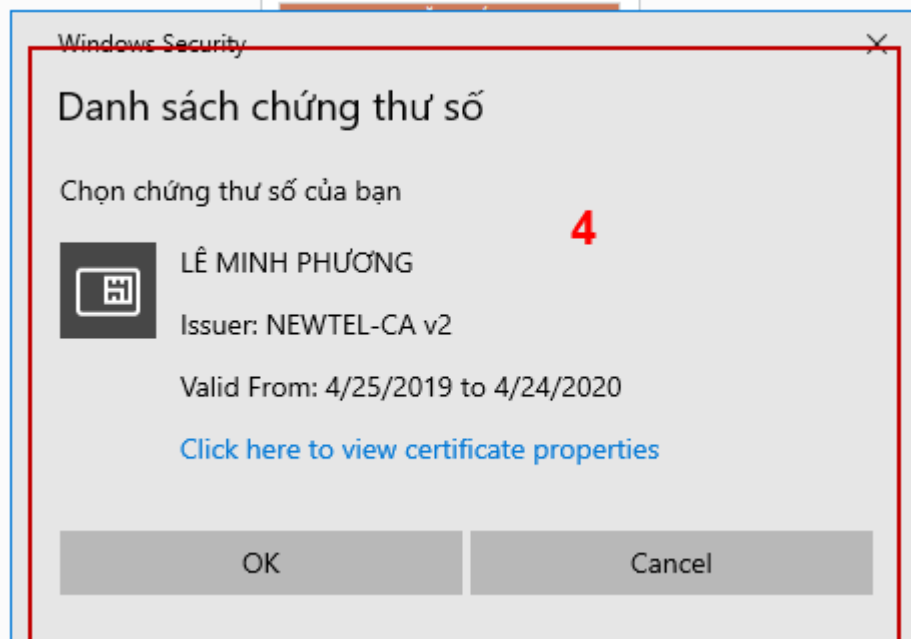 Windows Security
Danh sách chứng thư số
Chọn chứng thư số của bạn
4
LÊ MINH PHƯƠNG
Issuer: NEWTEL-CA v2
Valid From: 4/25/2019 to 4/24/2020
Click here to view certificate properties
OK
Cancel